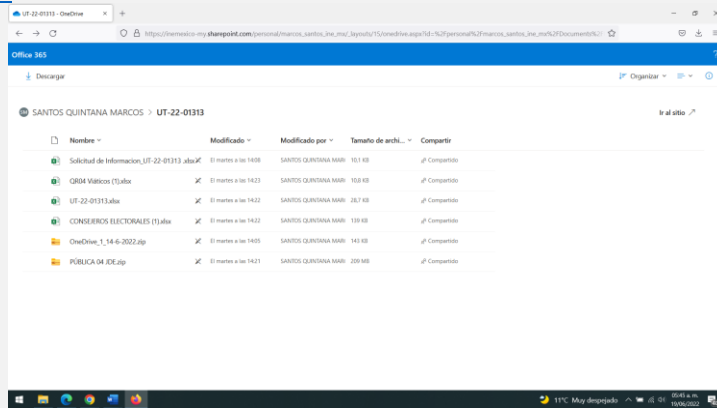 UT-22-01313 - OneDrive
https://inemexico-my.sharepoint.com/personal/marcos_santos_ine_mx/_layouts/15/onedrive.aspx?id=%2Fpersonal%2Fmarcos_santos_ine_mx%2FDocuments%2
Office 365
Descargar Organizar
SANTOS QUINTANA MARCOS > UT-22-01313 Ir al sitio
Nombre Modificado Modificado por Tamaño de archi... Compartir
Solicitud de Informacion_UT-22-01313 .xlsx El martes a las 14:08 SANTOS QUINTANA MAR 10,1 KB Compartido
QR04 Viáticos (1).xlsx El martes a las 14:23 SANTOS QUINTANA MAR 10,8 KB Compartido
UT-22-01313.xlsx El martes a las 14:22 SANTOS QUINTANA MAR 28,7 KB Compartido
CONSEJEROS ELECTORALES (1).xlsx El martes a las 14:22 SANTOS QUINTANA MAR 139 KB Compartido
OneDrive_1_14-6-2022.zip El martes a las 14:05 SANTOS QUINTANA MAR 143 KB Compartido
PÚBLICA 04 JDE.zip El martes a las 14:21 SANTOS QUINTANA MAR 209 MB Compartido
11°C Muy despejado 05:45 a. m.
19/06/2022